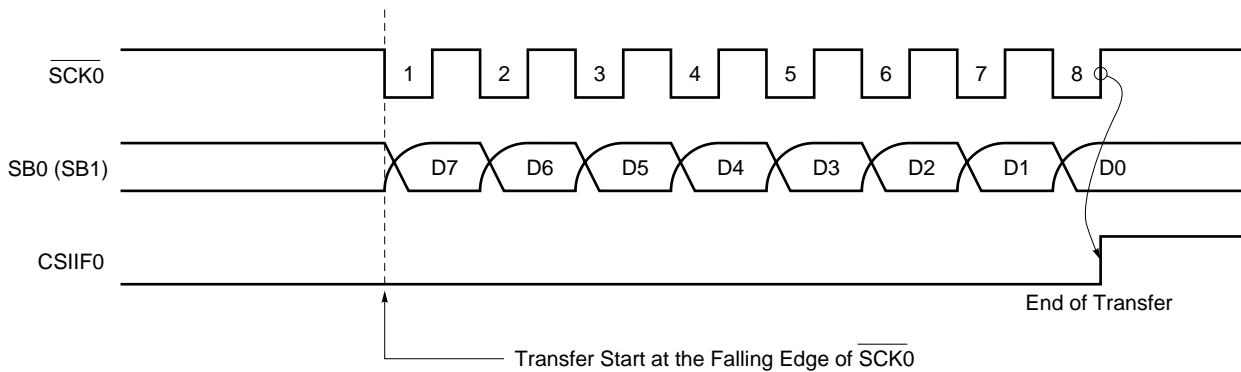 SCK0 1 2 3 4 5 6 7 8
SB0 (SB1) D7 D6 D5 D4 D3 D2 D1 D0
CSIIF0
End of Transfer
Transfer Start at the Falling Edge of SCK0